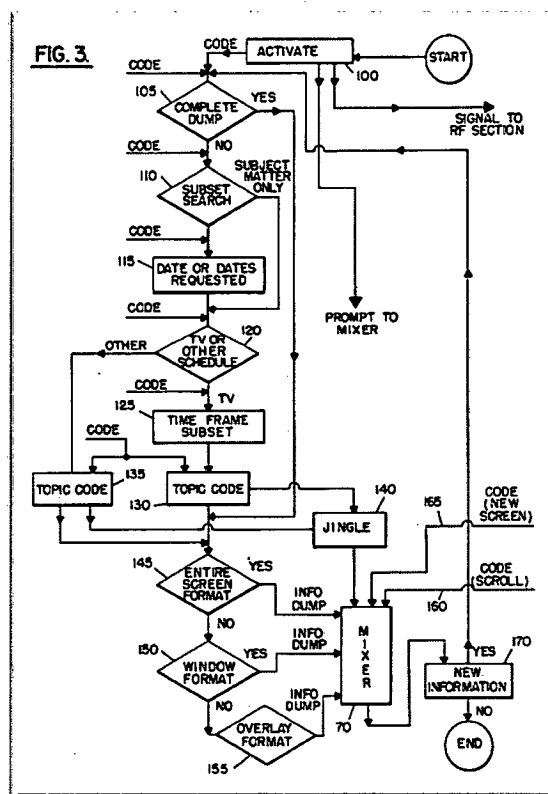 FIG. 3.
CODE
ACTIVATE
START
100
CODE
105
COMPLETE
DUMP
YES
SIGNAL TO
RF SECTION
CODE
NO
SUBJECT
MATTER
ONLY
110
SUBSET
SEARCH
CODE
115
DATE OR DATES
REQUESTED
CODE
PROMPT TO
MIXER
120
OTHER
TV OR
OTHER
SCHEDULE
CODE
TV
125
TIME FRAME
SUBSET
CODE
135
TOPIC CODE
TOPIC CODE
130
140
JINGLE
CODE
(NEW
SCREEN)
165
145
ENTIRE
SCREEN
FORMAT
YES
INFO
DUMP
CODE
(SCROLL)
160
NO
150
WINDOW
FORMAT
YES
INFO
DUMP
MIXER
YES
170
NEW
INFORMATION
NO
INFO
DUMP
70
NO
OVERLAY
FORMAT
155
END